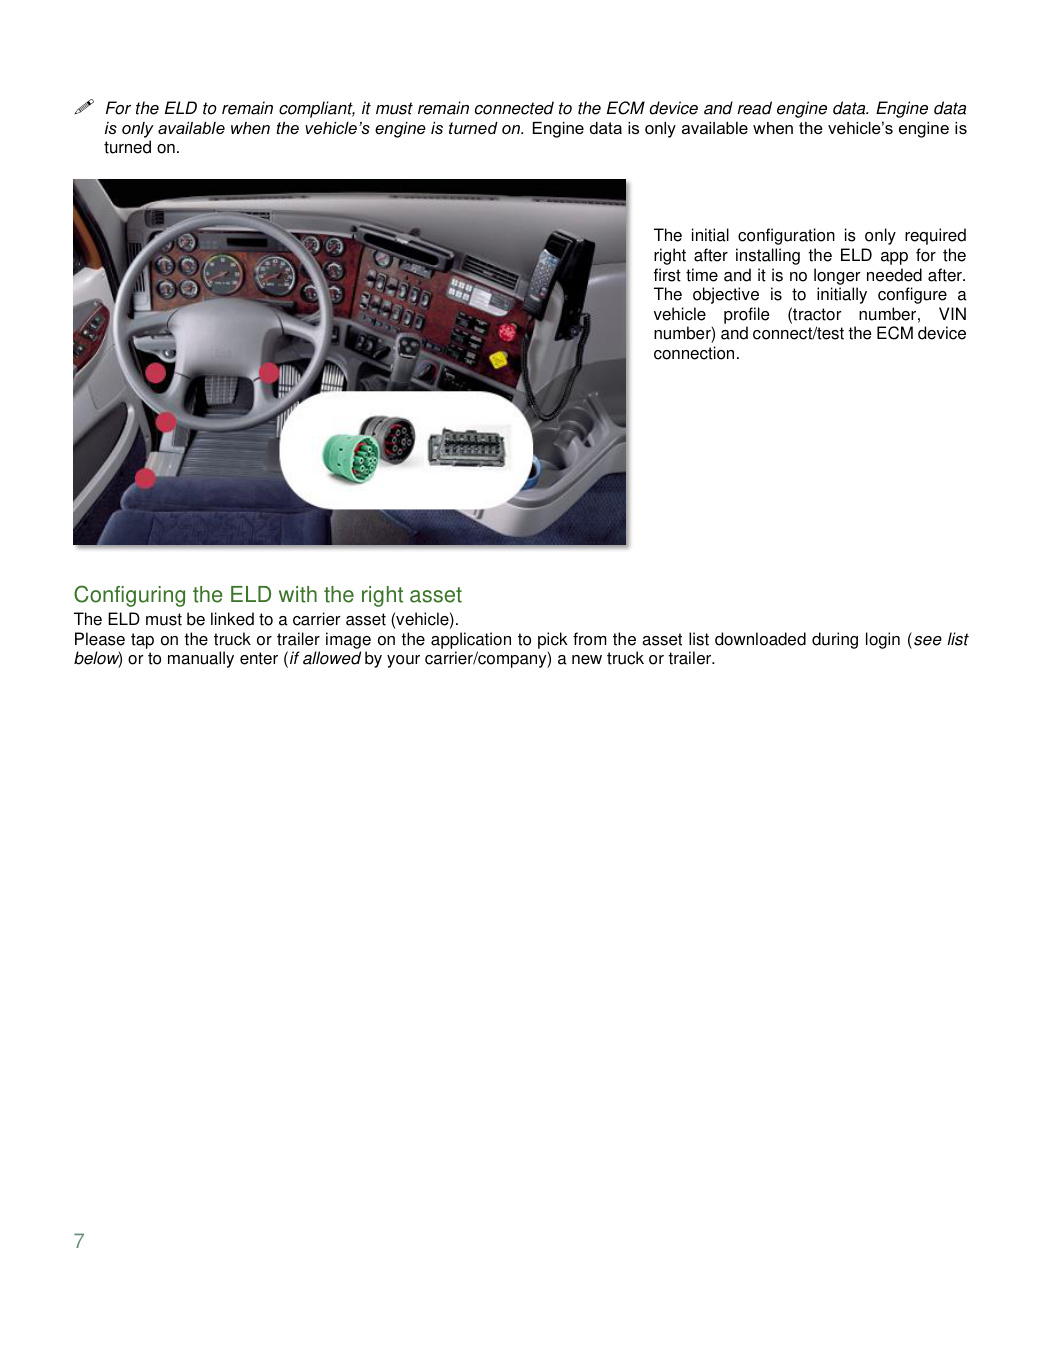 For the ELD to remain compliant, it must remain connected to the ECM device and read engine data. Engine data
is only available when the vehicle’s engine is turned on. Engine data is only available when the vehicle’s engine is
turned on.
The initial configuration is only required
right after installing the ELD app for the
first time and it is no longer needed after.
The objective is to initially configure a
vehicle profile (tractor number, VIN
number) and connect/test the ECM device
connection.
Configuring the ELD with the right asset
The ELD must be linked to a carrier asset (vehicle).
Please tap on the truck or trailer image on the application to pick from the asset list downloaded during login (see list
below) or to manually enter (if allowed by your carrier/company) a new truck or trailer.
7